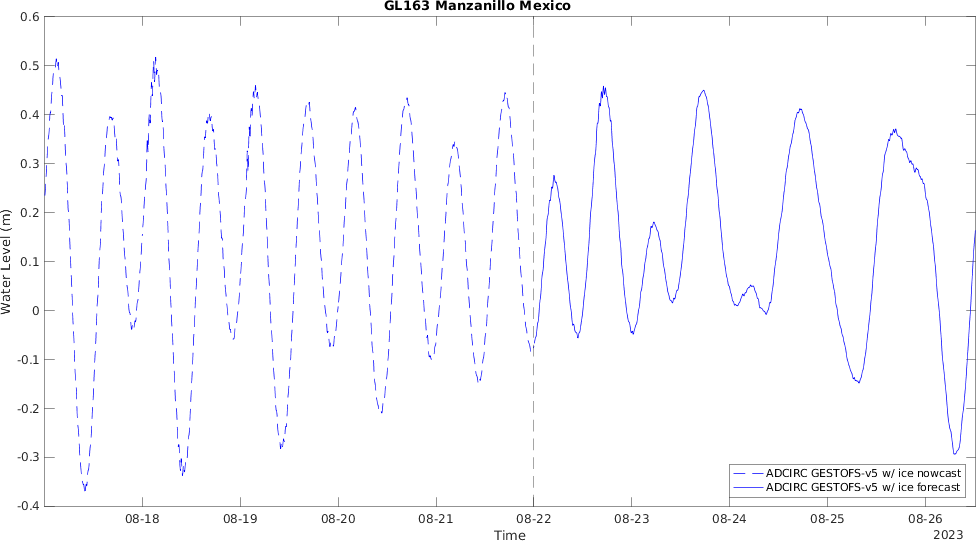 GL163 Manzanillo Mexico
0.6
0.5
0.4
0.3
0.2
0.1
0
-0.1
-0.2
-0.3
-0.4
Water Level (m)
ADCIRC GESTOFS-v5 w/ ice nowcast
ADCIRC GESTOFS-v5 w/ ice forecast
08-18 08-19 08-20 08-21 08-22 08-23 08-24 08-25 08-26
Time
2023